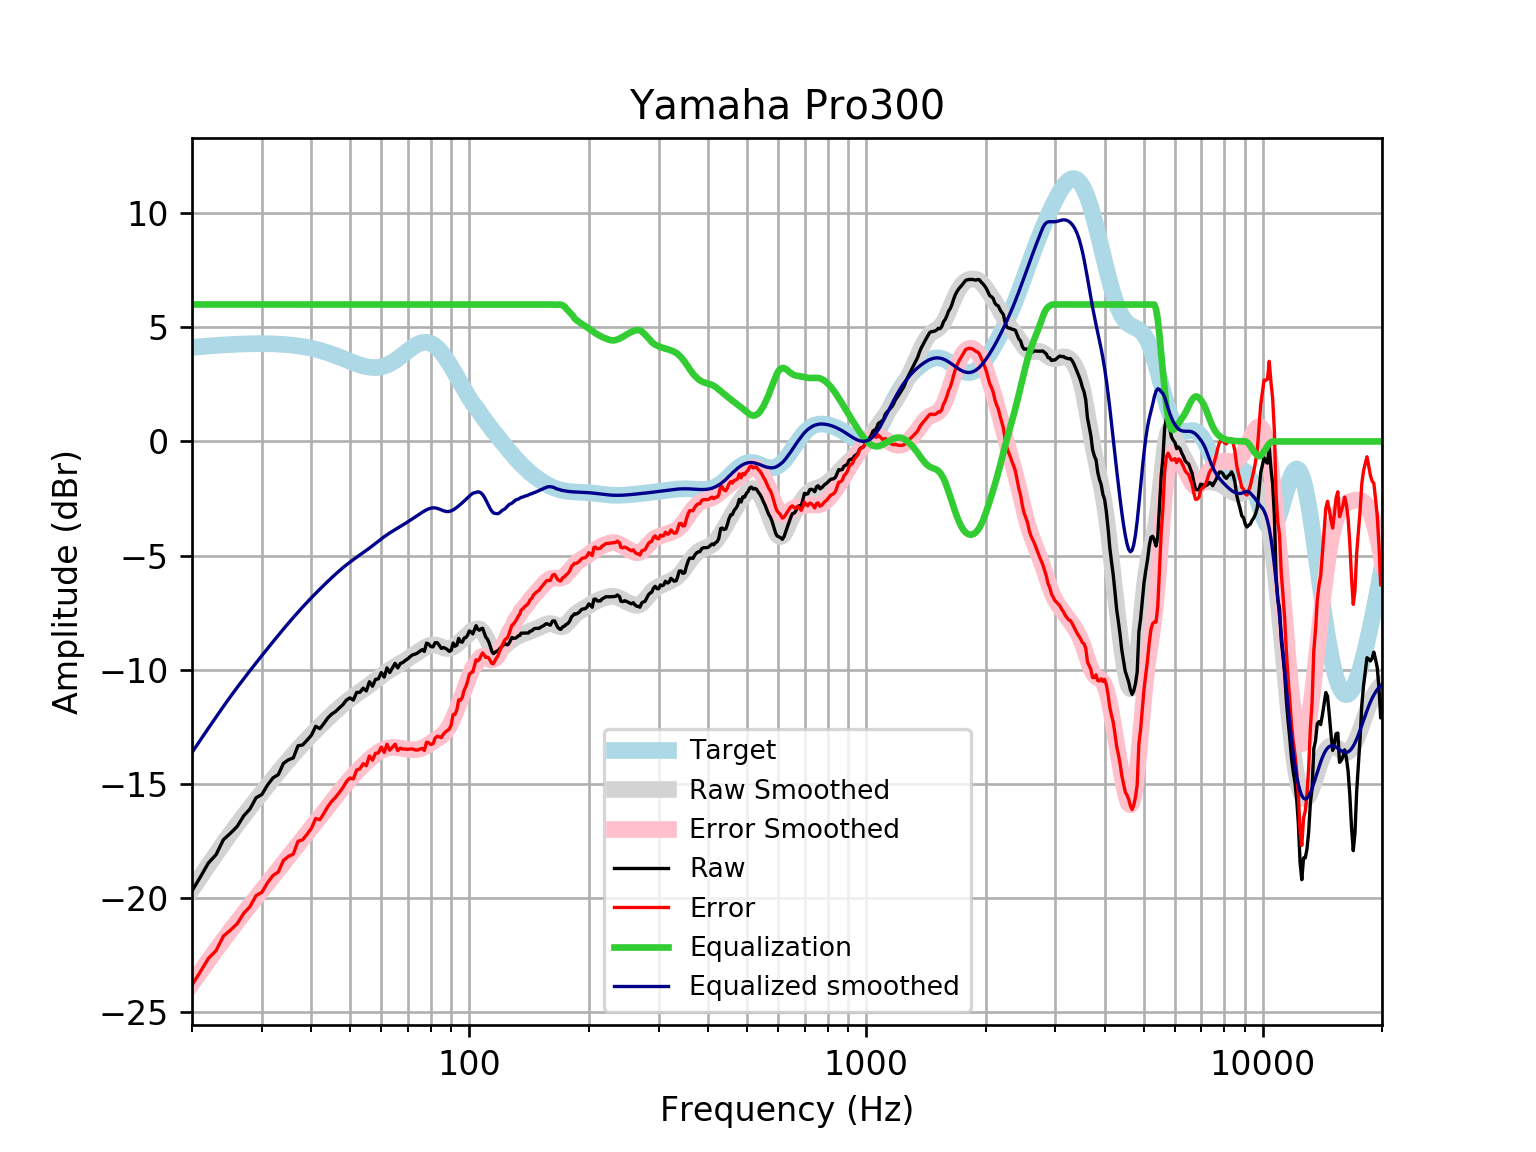 Yamaha Pro300
Amplitude (dBr)
10
5
0
−5
−10
−15
−20
−25
Target
Raw Smoothed
Error Smoothed
Raw
Error
Equalization
Equalized smoothed
100
1000
10000
Frequency (Hz)